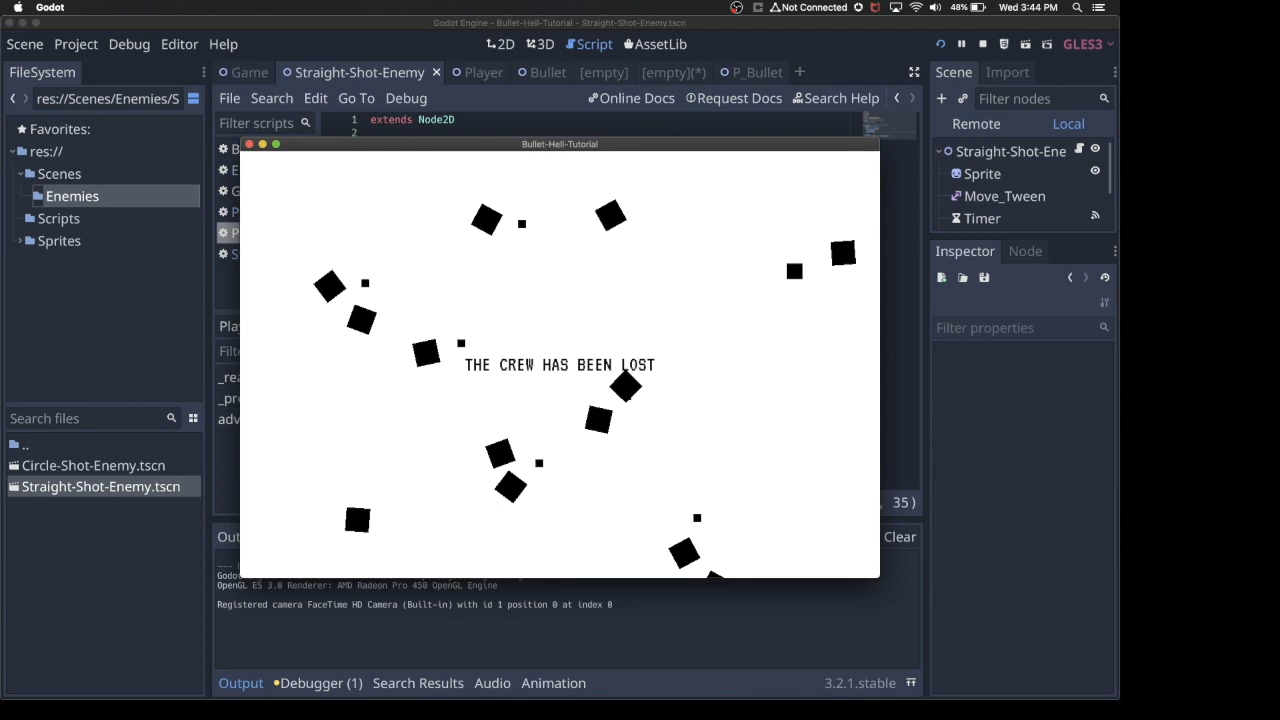 Godot
Not Connected
48%
Wed 3:44 PM
Godot Engine - Bullet-Hell-Tutorial - Straight-Shot-Enemy.tscn
Scene Project Debug Editor Help
2D 3D Script AssetLib
GLES3
FileSystem
Game Straight-Shot-Enemy Player Bullet [empty] [empty](*) P_Bullet
Scene Import
res://Scenes/Enemies/S
File Search Edit Go To Debug
Online Docs Request Docs Search Help
Filter nodes
Favorites:
Filter scripts
1 extends Node2D
2
Remote Local
res://
Scenes
Enemies
Scripts
Sprites
Bullet-Hell-Tutorial
Straight-Shot-Ene
Sprite
Move_Tween
Timer
Inspector Node
Filter properties
THE CREW HAS BEEN LOST
Search files
..
Circle-Shot-Enemy.tscn
Straight-Shot-Enemy.tscn
35)
Clear
OpenGL ES 3.0 Renderer: AMD Radeon Pro 450 OpenGL Engine
Registered camera FaceTime HD Camera (Built-in) with id 1 position 0 at index 0
Output Debugger (1) Search Results Audio Animation
3.2.1.stable